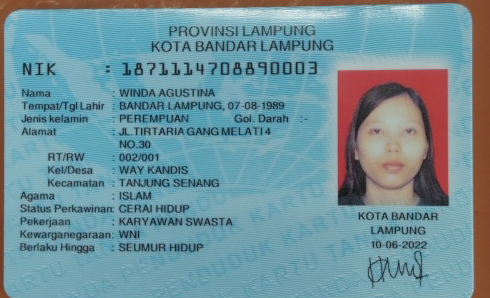 PROVINSI LAMPUNG
KOTA BANDAR LAMPUNG
NIK : 1871114708890003
Nama : WINDA AGUSTINA
Tempat/Tgl Lahir : BANDAR LAMPUNG, 07-08-1989
Jenis kelamin : PEREMPUAN Gol. Darah :-
Alamat : JL.TIRTARIA GANG MELATI 4
NO.30
RT/RW : 002/001
Kel/Desa : WAY KANDIS
Kecamatan : TANJUNG SENANG
Agama : ISLAM
Status Perkawinan: CERAI HIDUP
Pekerjaan : KARYAWAN SWASTA
Kewarganegaraan: WNI
Berlaku Hingga : SEUMUR HIDUP
KOTA BANDAR
LAMPUNG
10-06-2022